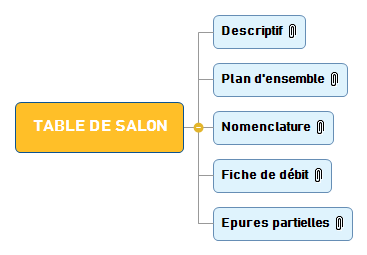 TABLE DE SALON
Descriptif
Plan d'ensemble
Nomenclature
Fiche de débit
Epures partielles